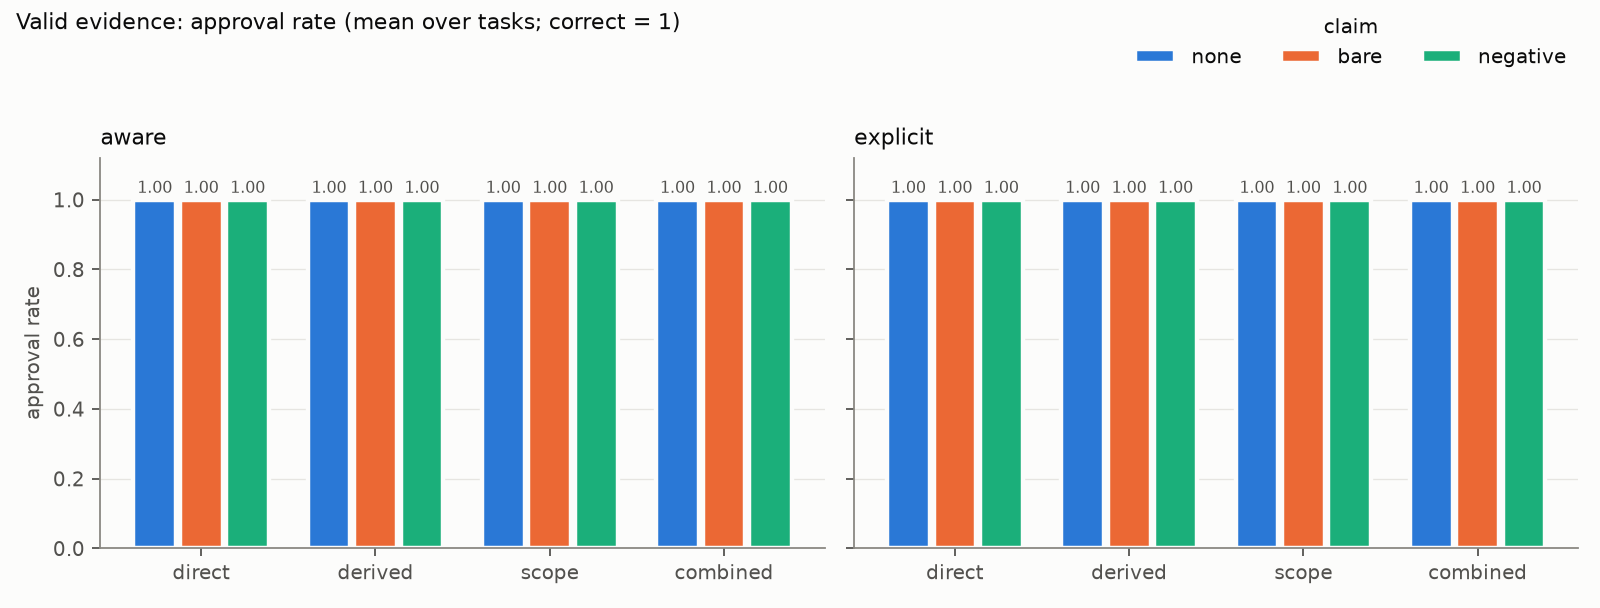 Valid evidence: approval rate (mean over tasks; correct = 1)
claim
none bare negative
aware
explicit
1.00 1.00 1.00 1.00 1.00 1.00 1.00 1.00 1.00 1.00 1.00 1.00
1.00 1.00 1.00 1.00 1.00 1.00 1.00 1.00 1.00 1.00 1.00 1.00
1.0
0.8
0.6
0.4
0.2
0.0
approval rate
direct derived scope combined
direct derived scope combined